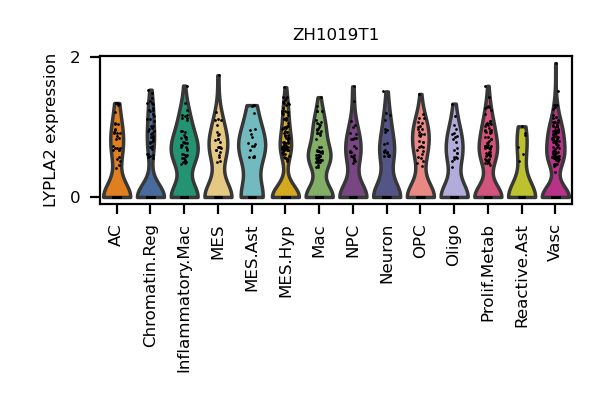 ZH1019T1
LYPLA2 expression
2
0
AC
Chromatin.Reg
Inflammatory.Mac
MES
MES.Ast
MES.Hyp
Mac
NPC
Neuron
OPC
Oligo
Prolif.Metab
Reactive.Ast
Vasc